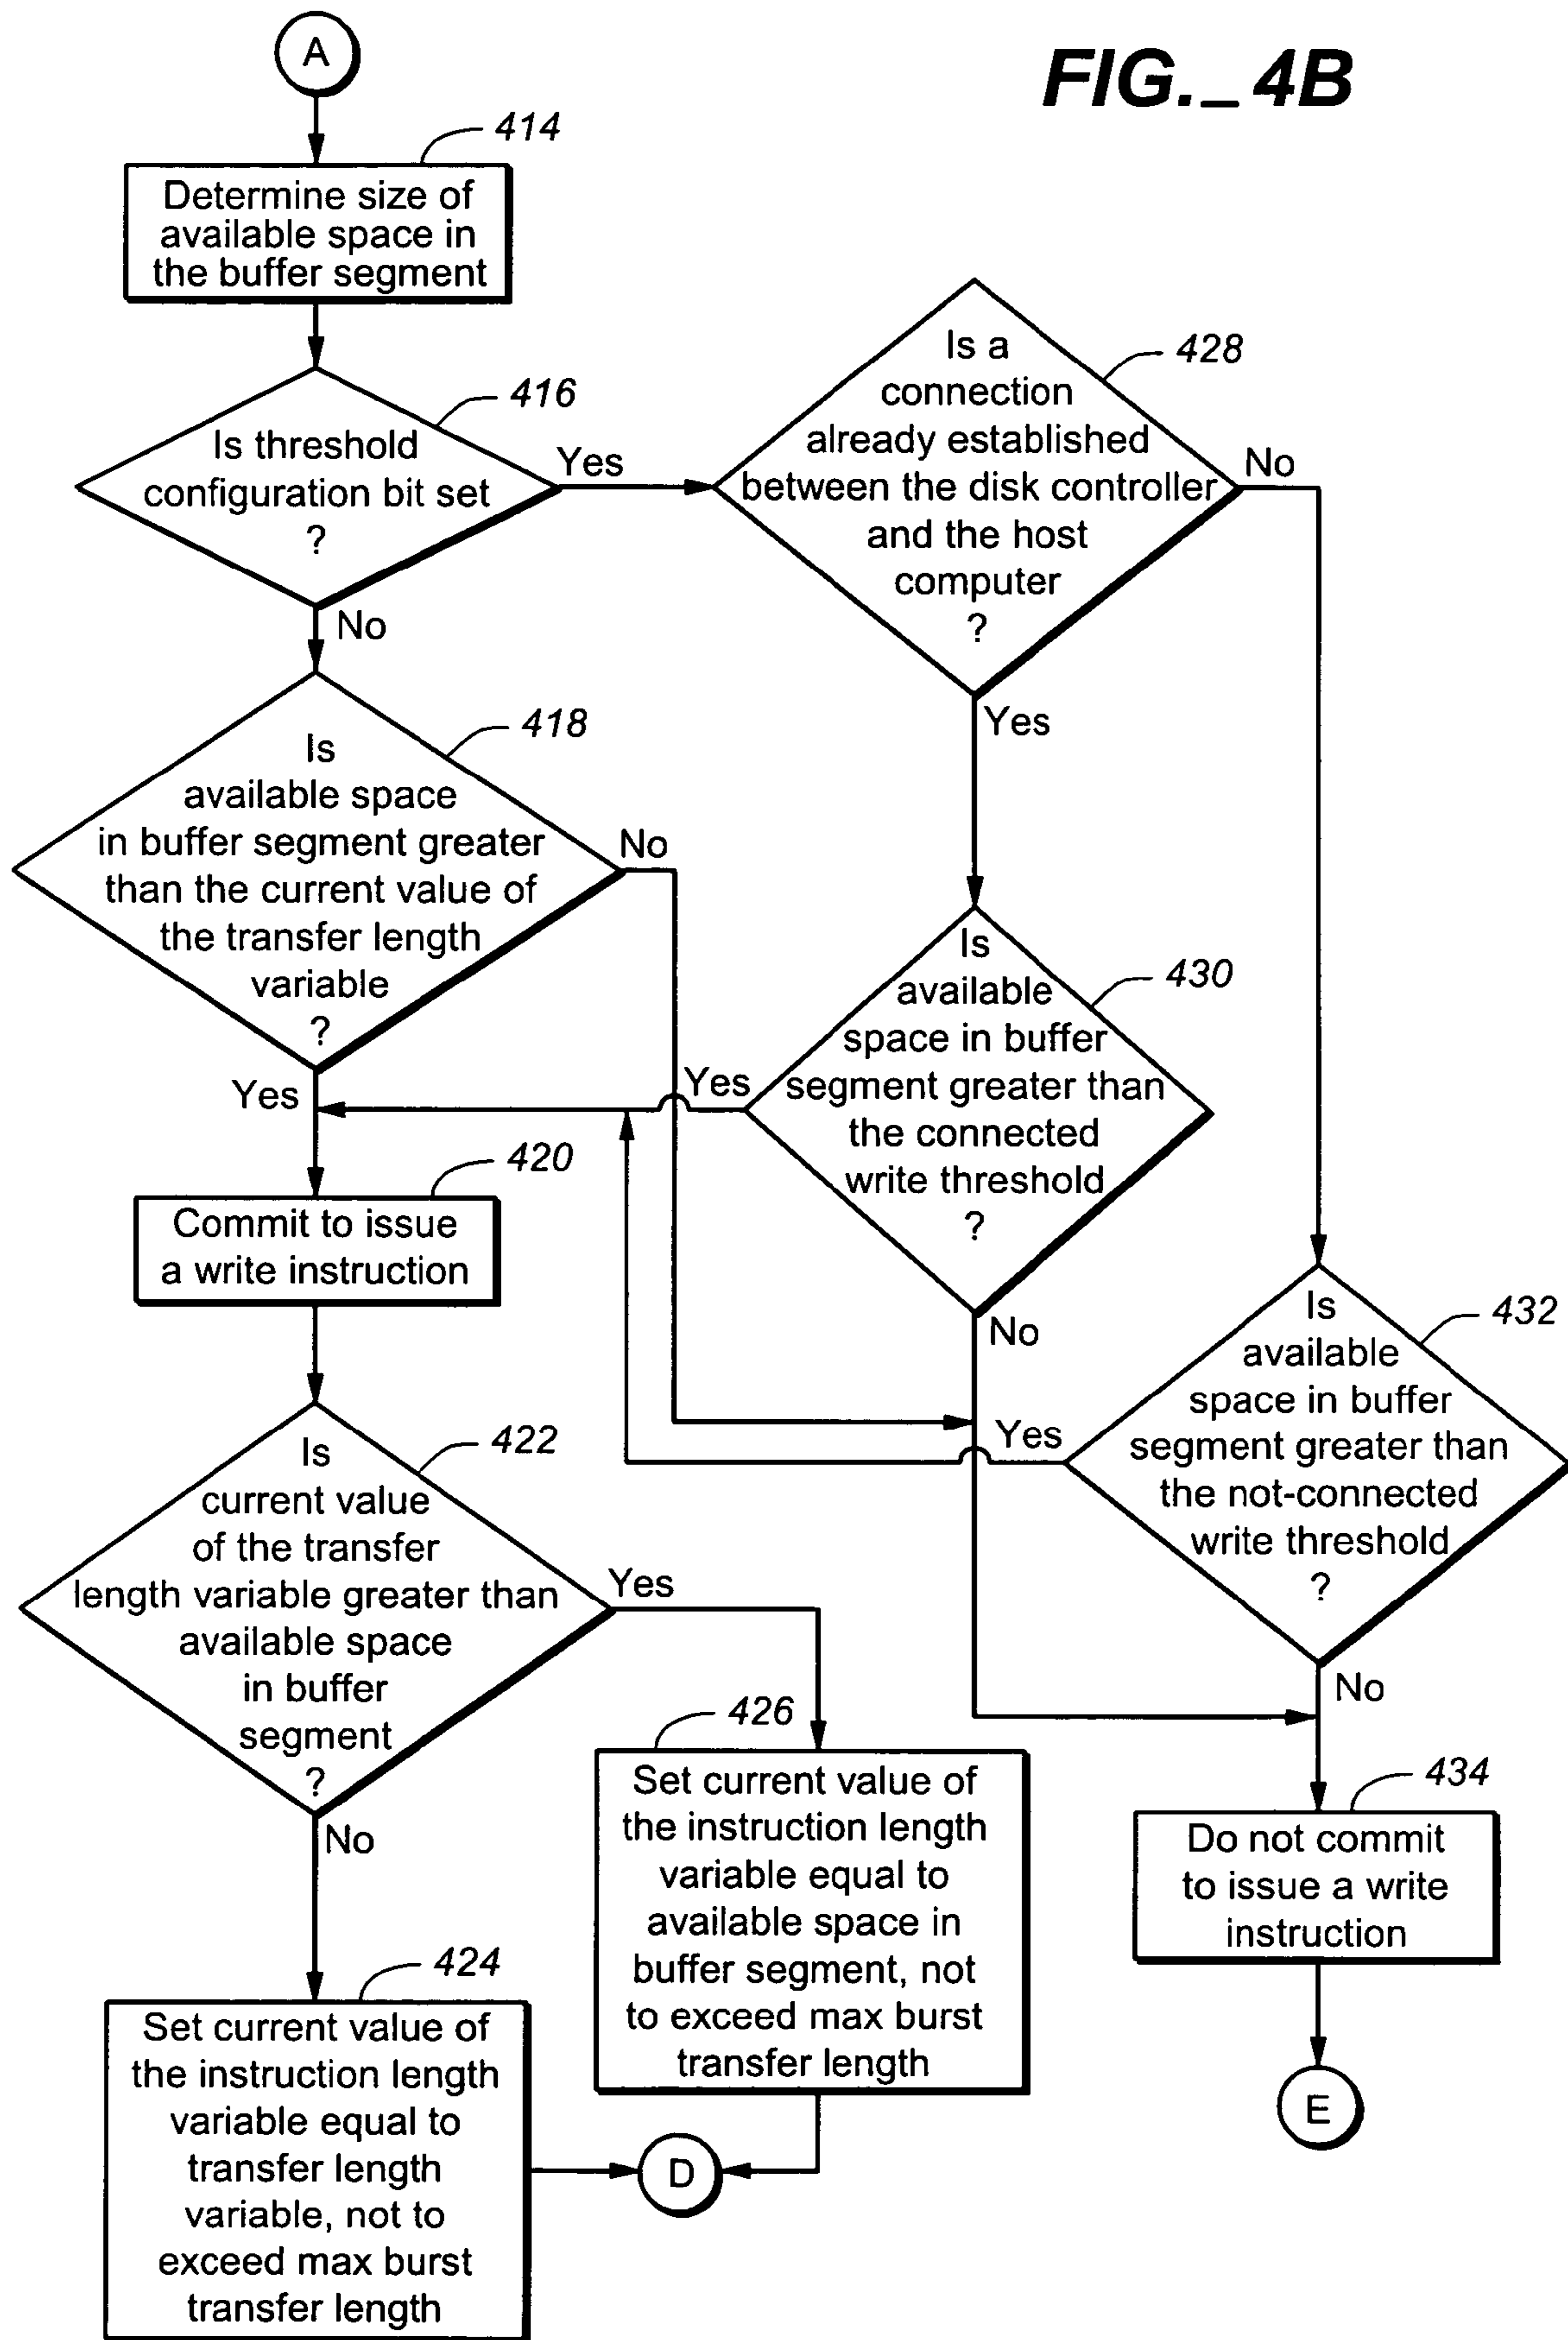 FIG._4B
A
414
Determine size of
available space in
the buffer segment
416
Is threshold
configuration bit set
?
Yes
No
428
Is a
connection
already established
between the disk controller
and the host
computer
?
No
Yes
418
Is
available space
in buffer segment greater
than the current value of
the transfer length
variable
?
No
Yes
430
Is
available
space in buffer
segment greater than
the connected
write threshold
?
Yes
No
420
Commit to issue
a write instruction
432
Is
available
space in buffer
segment greater than
the not-connected
write threshold
?
Yes
No
422
Is
current value
of the transfer
length variable greater than
available space
in buffer
segment
?
Yes
No
426
Set current value of
the instruction length
variable equal to
available space in
buffer segment, not
to exceed max burst
transfer length
434
Do not commit
to issue a write
instruction
424
Set current value of
the instruction length
variable equal to
transfer length
variable, not to
exceed max burst
transfer length
D
E